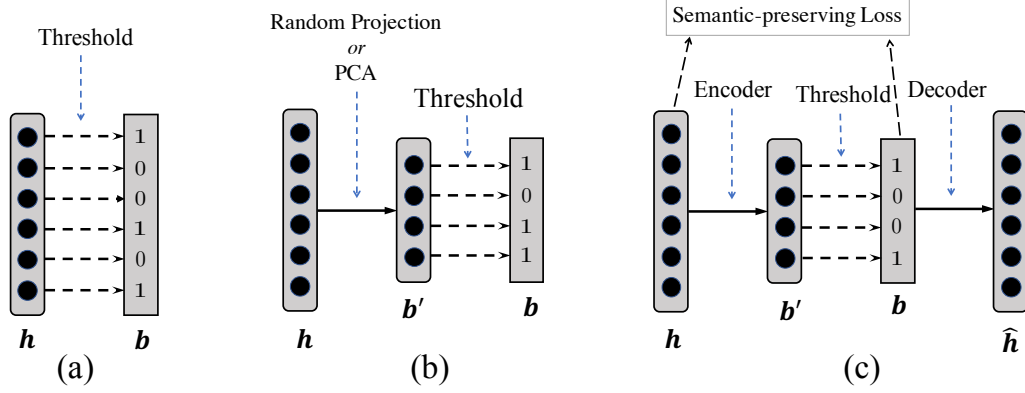 Threshold
1
0
0
1
0
1
h
b
(a)
Random Projection
or
PCA
Threshold
1
0
1
1
h
b′
b
(b)
Semantic-preserving Loss
Encoder
Threshold
Decoder
1
0
0
1
h
b′
b
ĥ
(c)